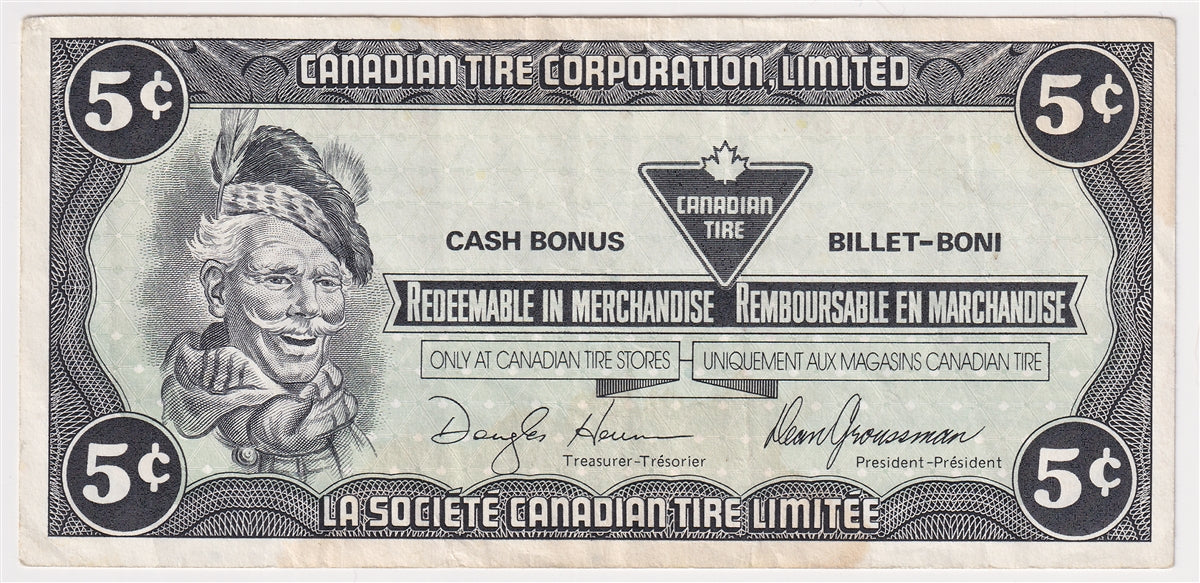 5¢
CANADIAN TIRE CORPORATION, LIMITED
5¢
CANADIAN
TIRE
CASH BONUS
BILLET-BONI
REDEEMABLE IN MERCHANDISE REMBOURSABLE EN MARCHANDISE
ONLY AT CANADIAN TIRE STORES
UNIQUEMENT AUX MAGASINS CANADIAN TIRE
Dean Groussman
Treasurer-Trésorier
President-Président
5¢
LA SOCIÉTÉ CANADIAN TIRE LIMITÉE
5¢